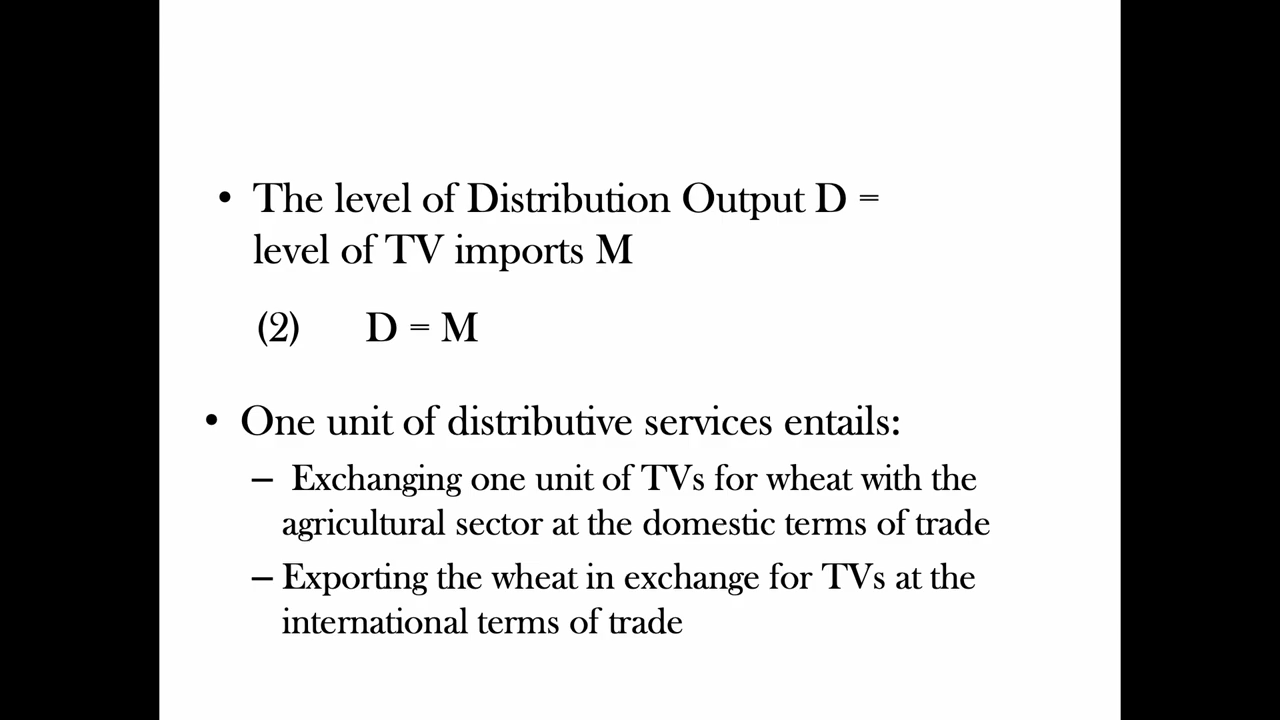 • The level of Distribution Output D =
level of TV imports M
(2) D = M
• One unit of distributive services entails:
– Exchanging one unit of TVs for wheat with the
agricultural sector at the domestic terms of trade
– Exporting the wheat in exchange for TVs at the
international terms of trade